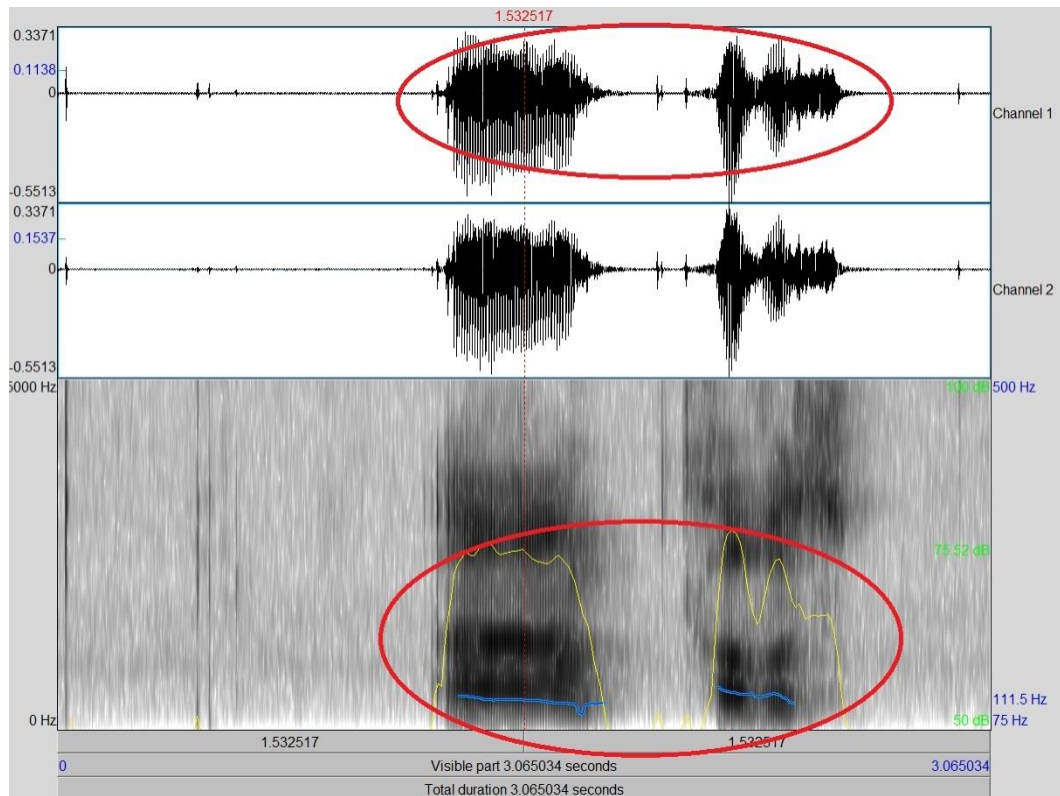 1.532517
0.3371
0.1138
0
-0.5513
Channel 1
0.3371
0.1537
0
-0.5513
Channel 2
5000 Hz
100 dB 500 Hz
75.52 dB
111.5 Hz
0 Hz 50 dB 75 Hz
1.532517 1.532517
0 Visible part 3.065034 seconds 3.065034
Total duration 3.065034 seconds